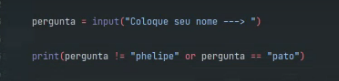 pergunta = input("Coloque seu nome ---> ")
print(pergunta != "phelipe" or pergunta == "pato")